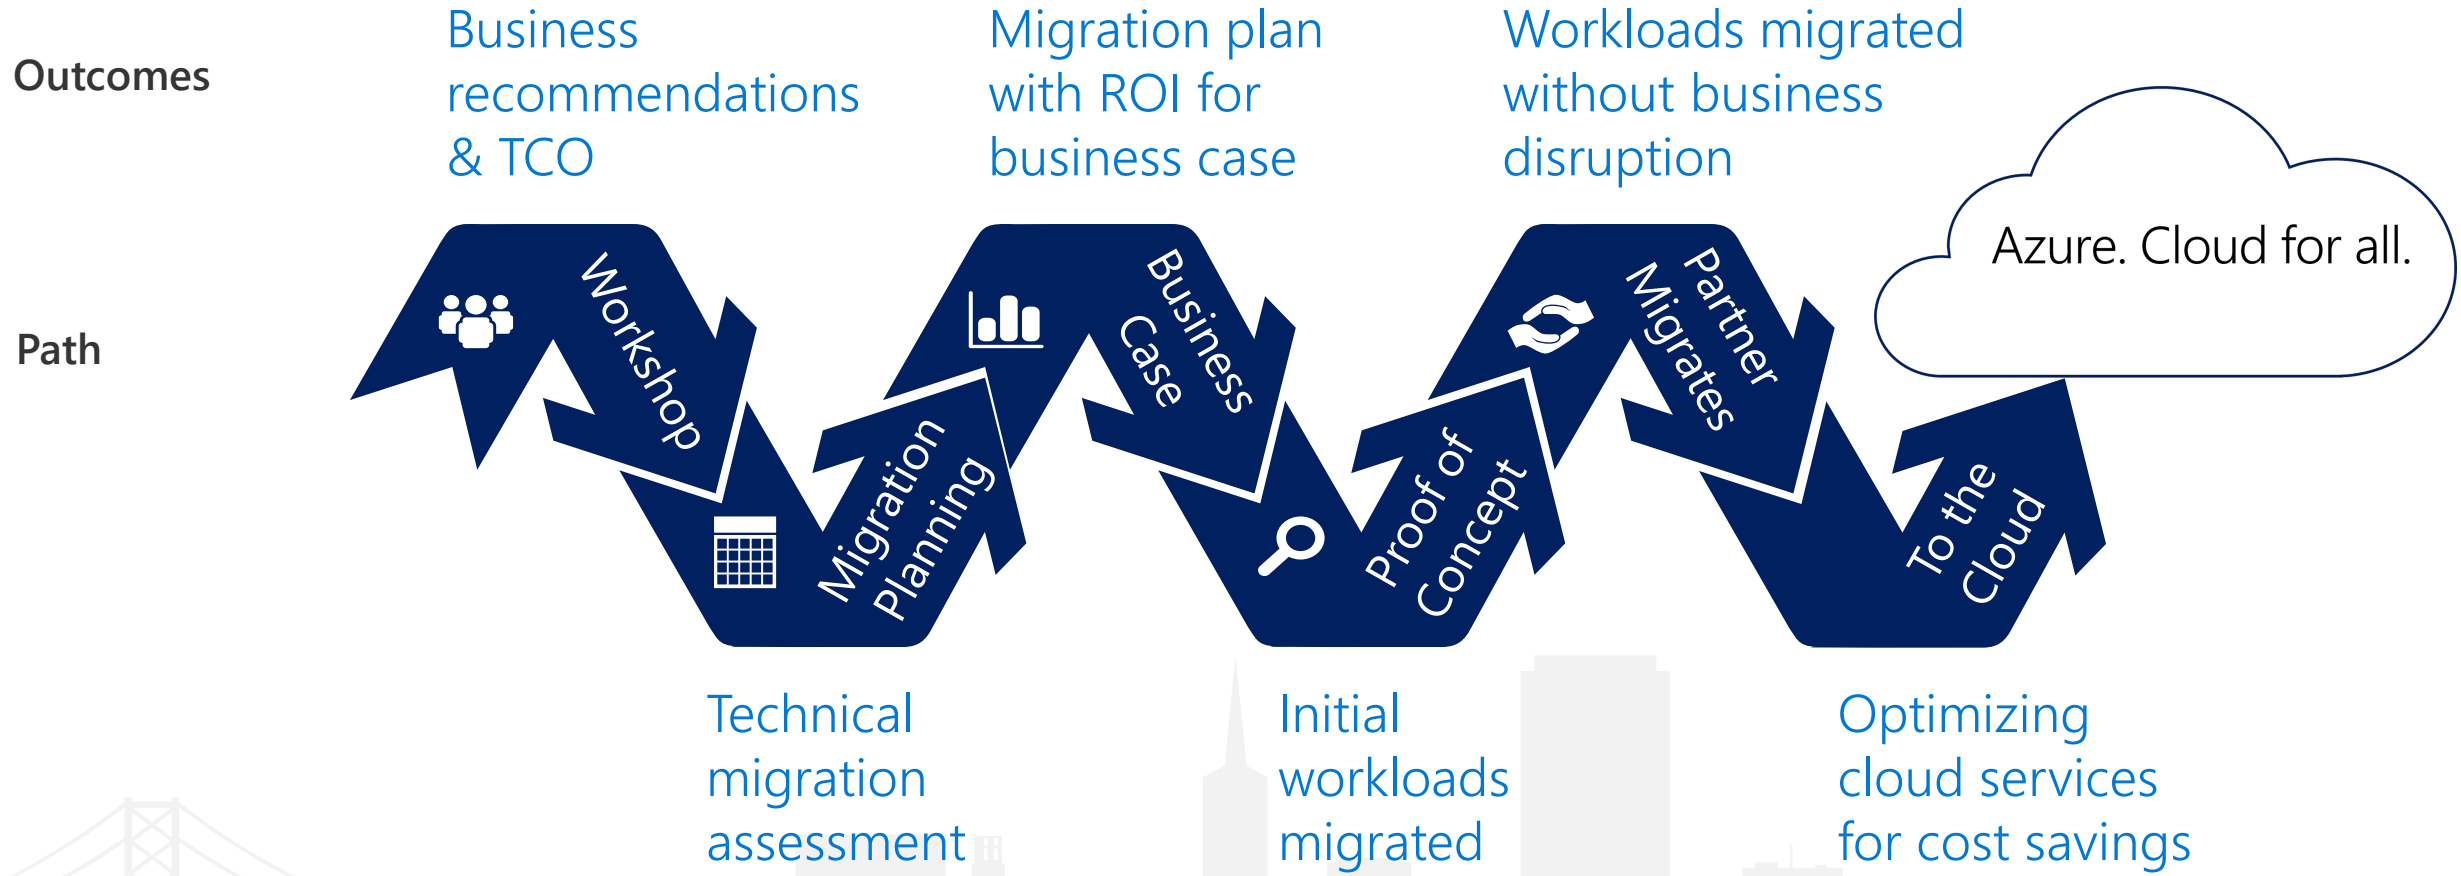 Outcomes
Business
recommendations
& TCO
Migration plan
with ROI for
business case
Workloads migrated
without business
disruption
Azure. Cloud for all.
Path
Workshop
Migration
Planning
Business
Case
Proof of
Concept
Partner
Migrates
To the
Cloud
Technical
migration
assessment
Initial
workloads
migrated
Optimizing
cloud services
for cost savings